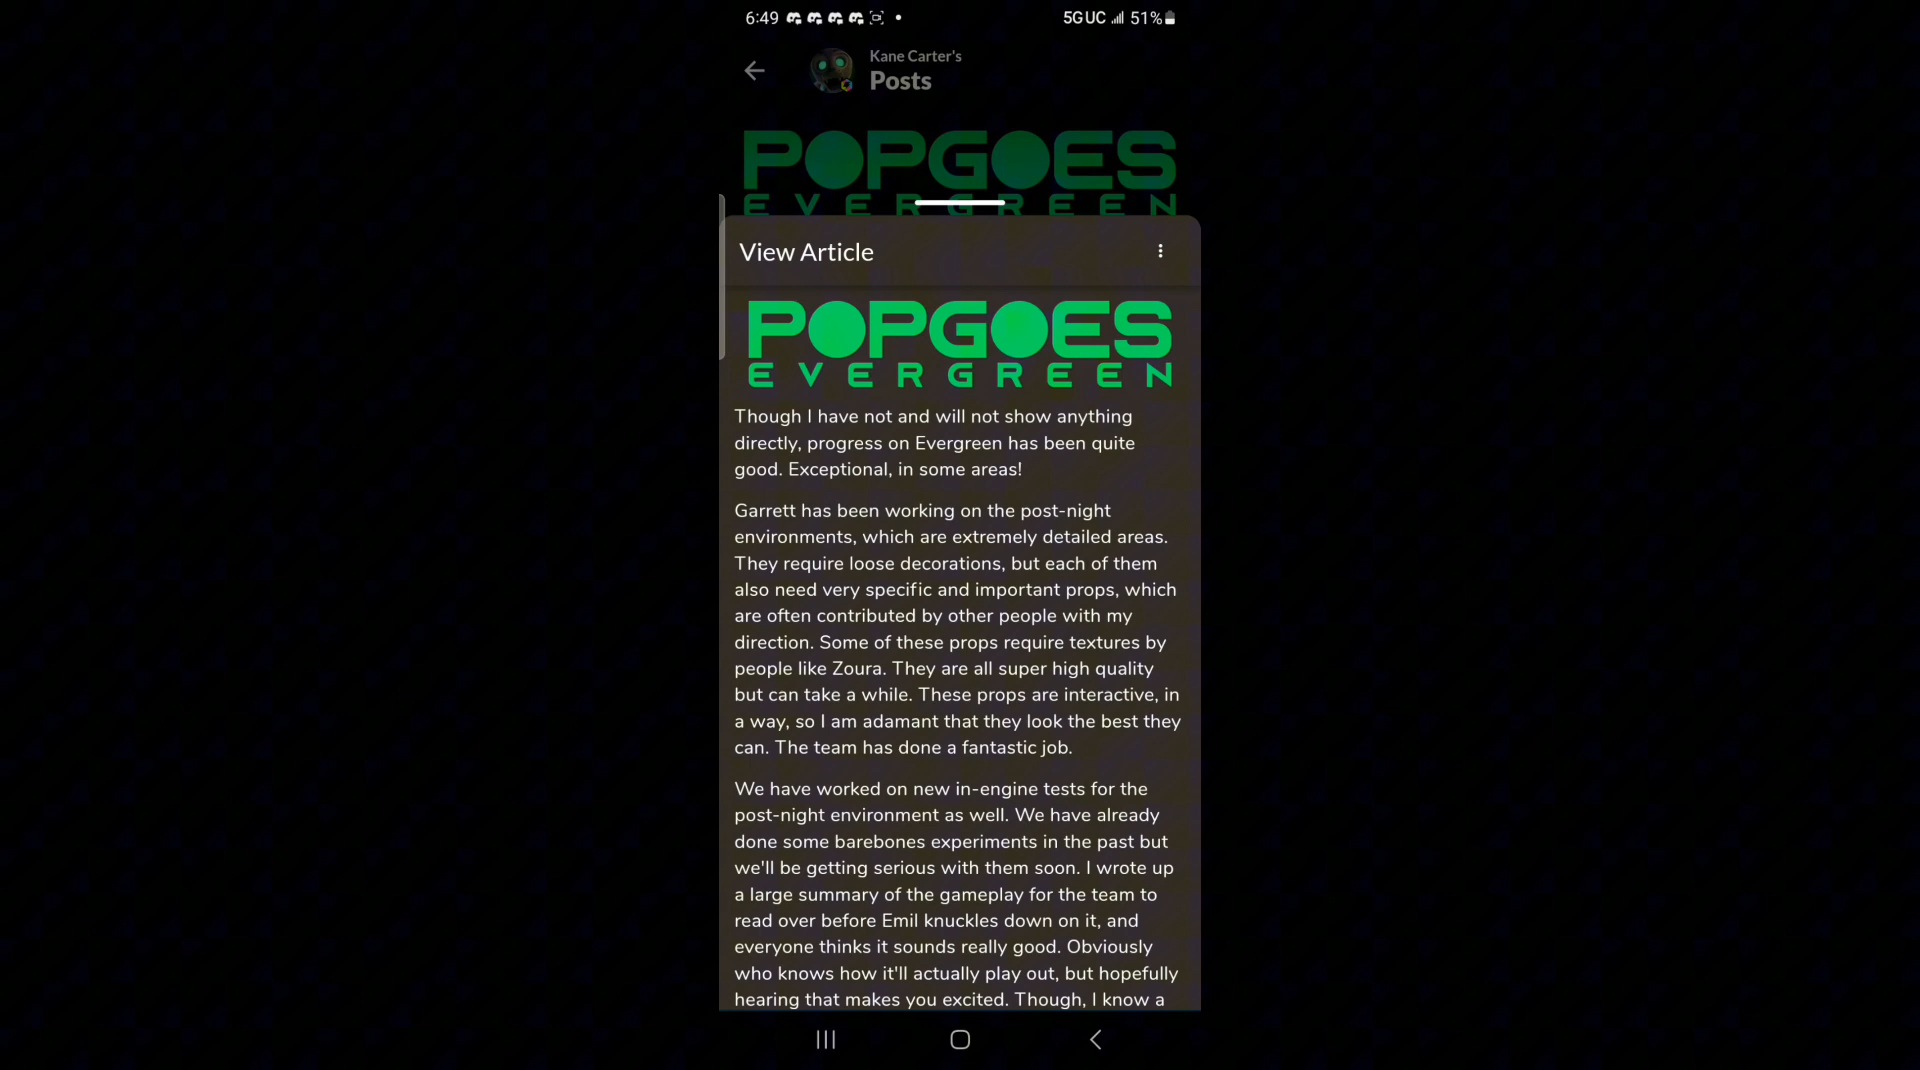 6:49
5G UC 51%
Kane Carter's
Posts
POPGOES
EVERGREEN
View Article
POPGOES
EVERGREEN
Though I have not and will not show anything
directly, progress on Evergreen has been quite
good. Exceptional, in some areas!
Garrett has been working on the post-night
environments, which are extremely detailed areas.
They require loose decorations, but each of them
also need very specific and important props, which
are often contributed by other people with my
direction. Some of these props require textures by
people like Zoura. They are all super high quality
but can take a while. These props are interactive, in
a way, so I am adamant that they look the best they
can. The team has done a fantastic job.
We have worked on new in-engine tests for the
post-night environment as well. We have already
done some barebones experiments in the past but
we'll be getting serious with them soon. I wrote up
a large summary of the gameplay for the team to
read over before Emil knuckles down on it, and
everyone thinks it sounds really good. Obviously
who knows how it'll actually play out, but hopefully
hearing that makes you excited. Though, I know a